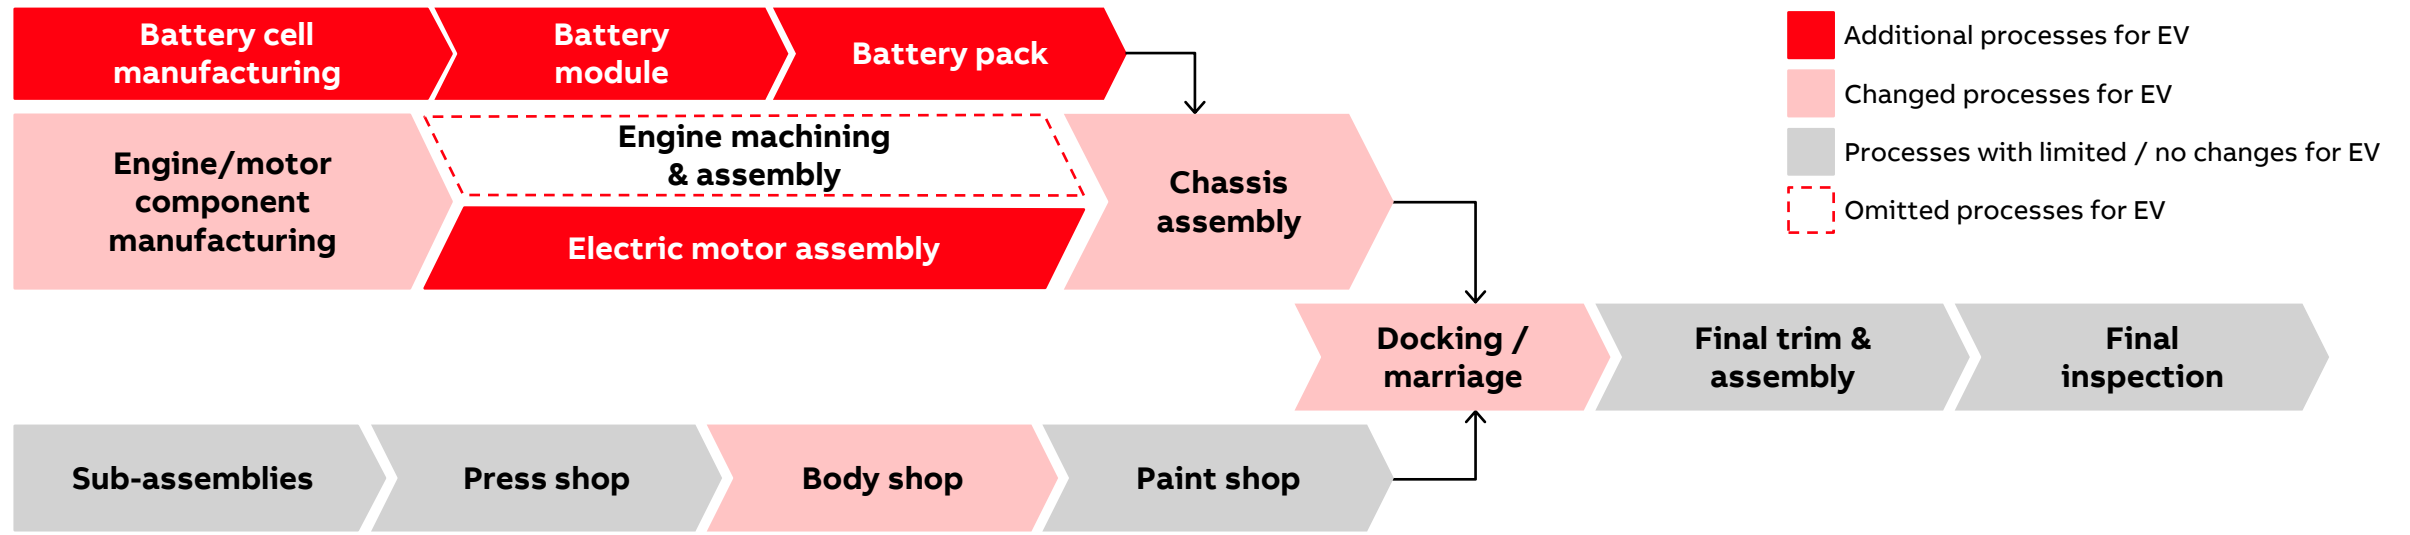 Battery cell
manufacturing
Battery
module
Battery pack
Engine/motor
component
manufacturing
Engine machining
& assembly
Electric motor assembly
Chassis
assembly
Docking /
marriage
Final trim &
assembly
Final
inspection
Sub-assemblies
Press shop
Body shop
Paint shop
Additional processes for EV
Changed processes for EV
Processes with limited / no changes for EV
Omitted processes for EV